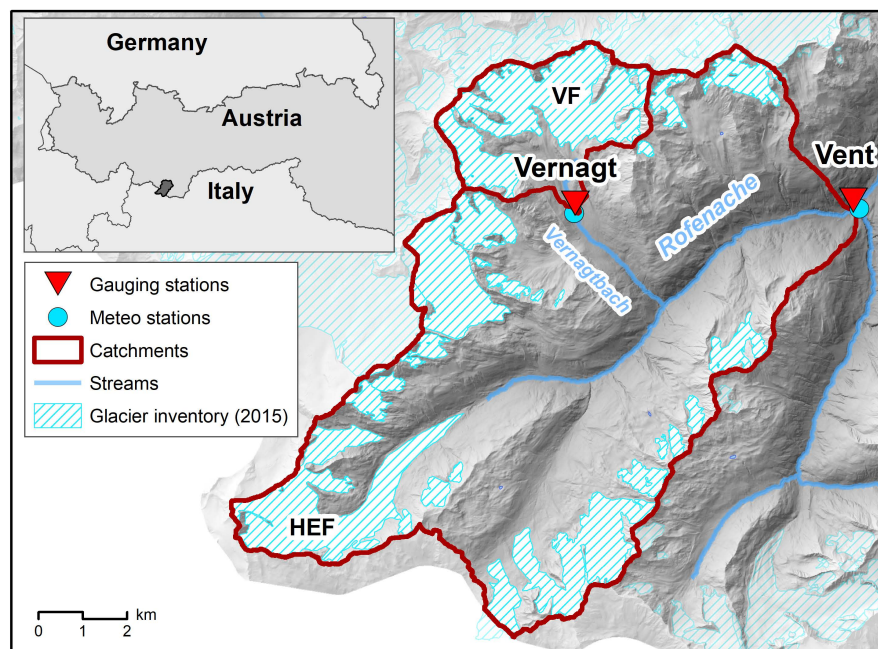 Germany
Austria
Italy
VF
Vernagt
Vent
Rofenache
Vernagtbach
Gauging stations
Meteo stations
Catchments
Streams
Glacier inventory (2015)
HEF
km
0 1 2